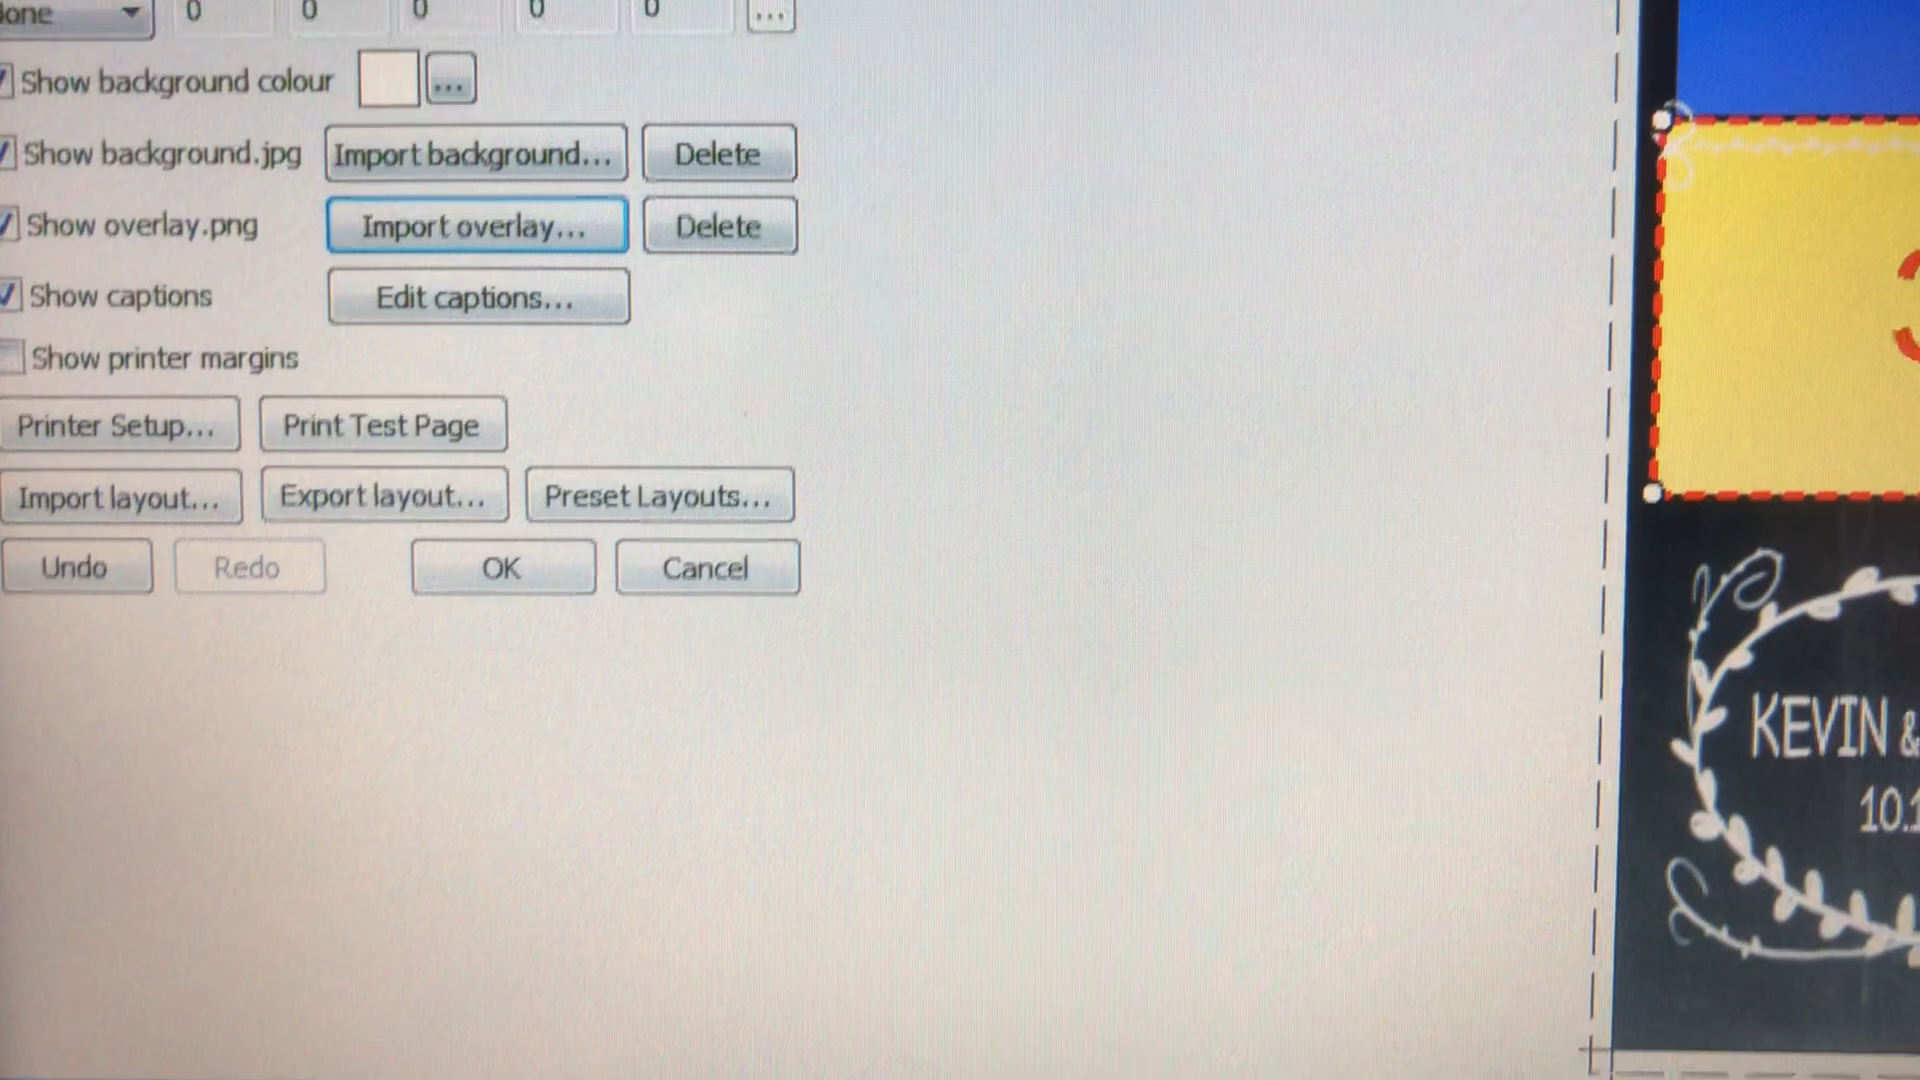 0 0 0 0 0 ...
Show background colour ...
Show background.jpg Import background... Delete
Show overlay.png Import overlay... Delete
Show captions Edit captions...
Show printer margins
Printer Setup... Print Test Page
Import layout... Export layout... Preset Layouts...
Undo Redo OK Cancel
KEVIN &